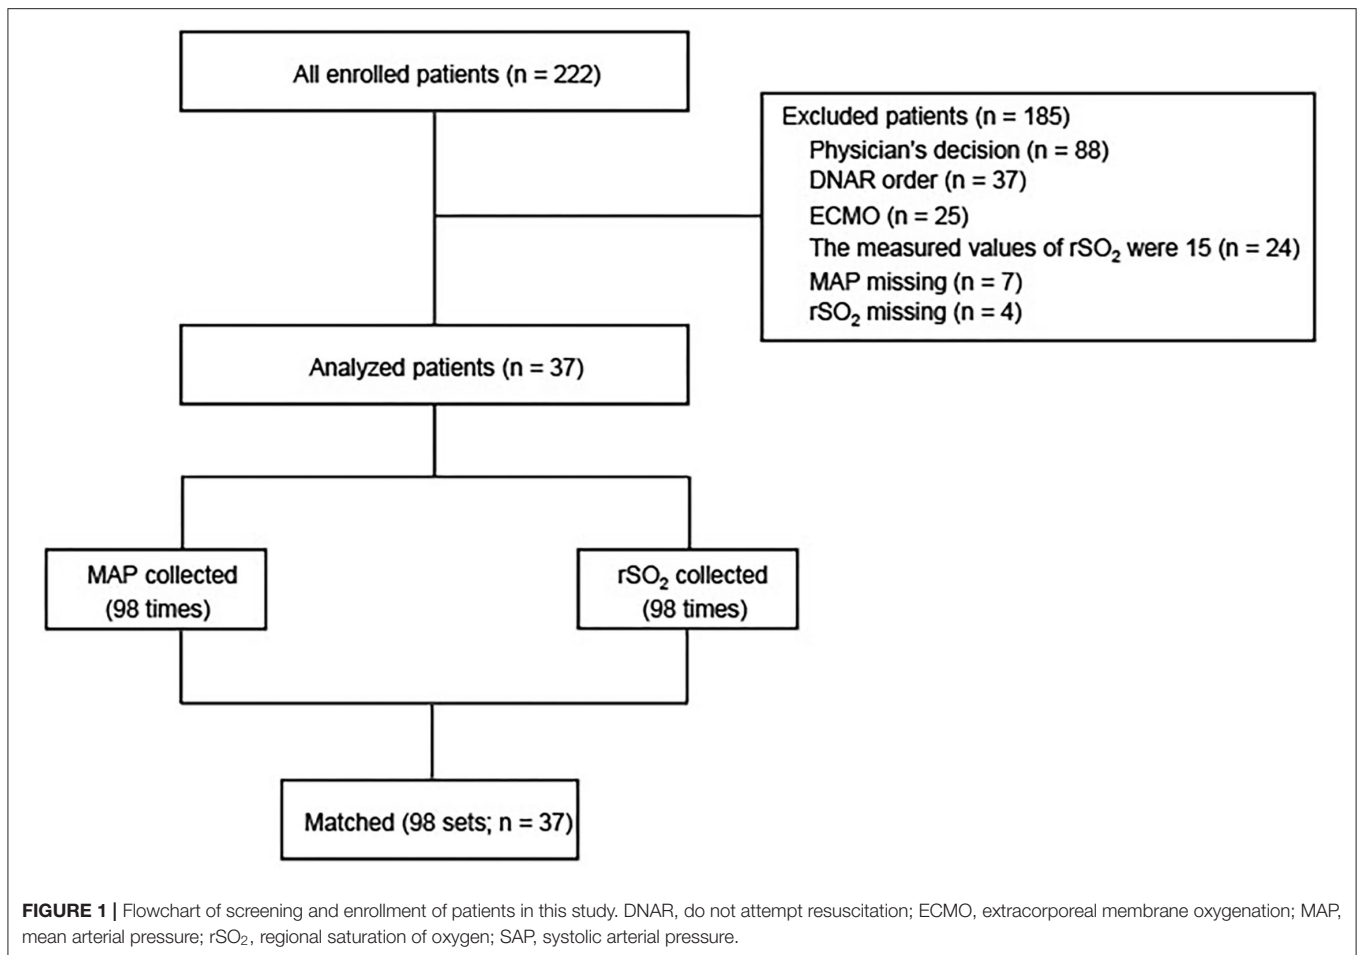 All enrolled patients (n = 222)
Excluded patients (n = 185)
Physician's decision (n = 88)
DNAR order (n = 37)
ECMO (n = 25)
The measured values of rSO₂ were 15 (n = 24)
MAP missing (n = 7)
rSO₂ missing (n = 4)
Analyzed patients (n = 37)
MAP collected
(98 times)
rSO₂ collected
(98 times)
Matched (98 sets; n = 37)
FIGURE 1 | Flowchart of screening and enrollment of patients in this study. DNAR, do not attempt resuscitation; ECMO, extracorporeal membrane oxygenation; MAP,
mean arterial pressure; rSO₂, regional saturation of oxygen; SAP, systolic arterial pressure.